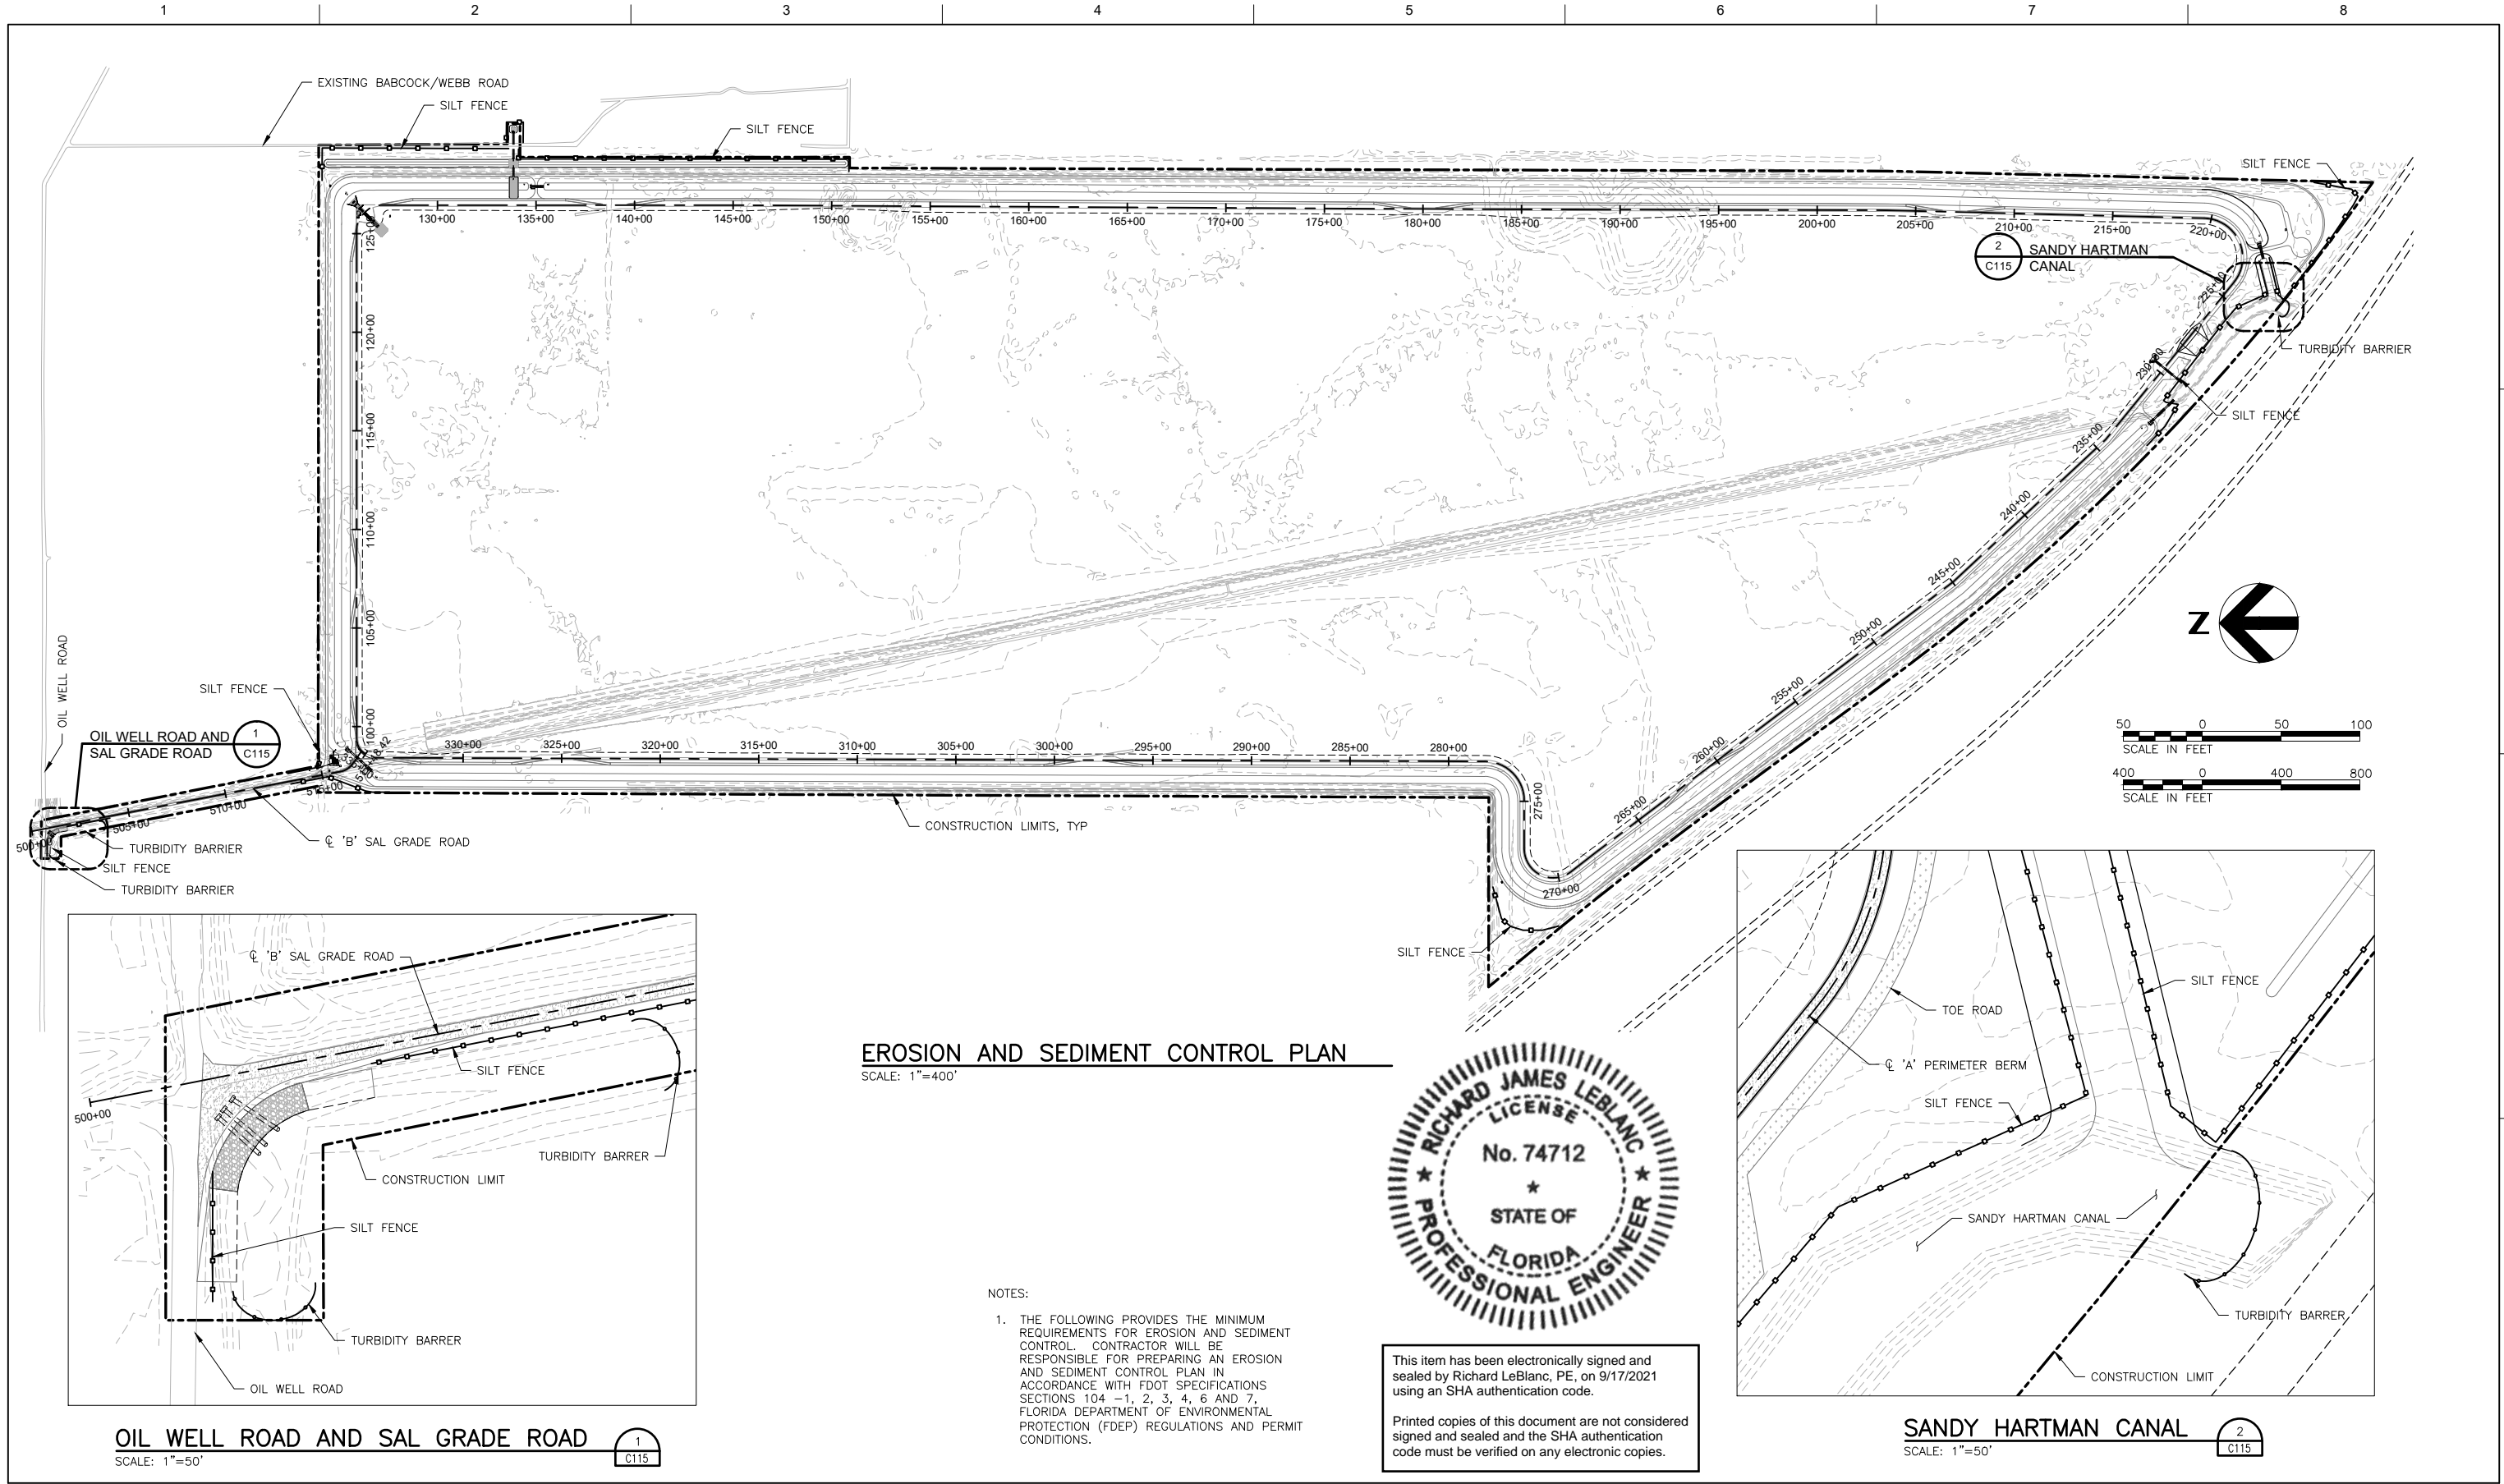 1 2 3 4 5 6 7 8
EXISTING BABCOCK/WEBB ROAD
SILT FENCE
SILT FENCE
SILT FENCE
130+00 135+00 140+00 145+00 150+00 155+00 160+00 165+00 170+00 175+00 180+00 185+00 190+00 195+00 200+00 205+00 210+00 215+00 220+00
2
C115
SANDY HARTMAN
CANAL
225+00
TURBIDITY BARRIER
SILT FENCE
235+00
240+00
245+00
250+00
255+00
260+00
265+00
270+00
275+00
120+00
115+00
110+00
105+00
100+00
OIL WELL ROAD
SILT FENCE
OIL WELL ROAD AND
SAL GRADE ROAD
1
C115
330+00 325+00 320+00 315+00 310+00 305+00 300+00 295+00 290+00 285+00 280+00
500+00
505+00
510+00
TURBIDITY BARRIER
SILT FENCE
TURBIDITY BARRIER
℄ 'B' SAL GRADE ROAD
CONSTRUCTION LIMITS, TYP
SILT FENCE
Z
50 0 50 100
SCALE IN FEET
400 0 400 800
SCALE IN FEET
℄ 'B' SAL GRADE ROAD
SILT FENCE
500+00
TURBIDITY BARRER
CONSTRUCTION LIMIT
SILT FENCE
TURBIDITY BARRER
OIL WELL ROAD
OIL WELL ROAD AND SAL GRADE ROAD
SCALE: 1"=50'
1
C115
EROSION AND SEDIMENT CONTROL PLAN
SCALE: 1"=400'
NOTES:
1. THE FOLLOWING PROVIDES THE MINIMUM
REQUIREMENTS FOR EROSION AND SEDIMENT
CONTROL. CONTRACTOR WILL BE
RESPONSIBLE FOR PREPARING AN EROSION
AND SEDIMENT CONTROL PLAN IN
ACCORDANCE WITH FDOT SPECIFICATIONS
SECTIONS 104 -1, 2, 3, 4, 6 AND 7,
FLORIDA DEPARTMENT OF ENVIRONMENTAL
PROTECTION (FDEP) REGULATIONS AND PERMIT
CONDITIONS.
RICHARD JAMES LEBLANC
LICENSE
No. 74712
STATE OF
FLORIDA
PROFESSIONAL ENGINEER
This item has been electronically signed and
sealed by Richard LeBlanc, PE, on 9/17/2021
using an SHA authentication code.
Printed copies of this document are not considered
signed and sealed and the SHA authentication
code must be verified on any electronic copies.
SILT FENCE
TOE ROAD
℄ 'A' PERIMETER BERM
SILT FENCE
SANDY HARTMAN CANAL
TURBIDITY BARRER
CONSTRUCTION LIMIT
SANDY HARTMAN CANAL
SCALE: 1"=50'
2
C115